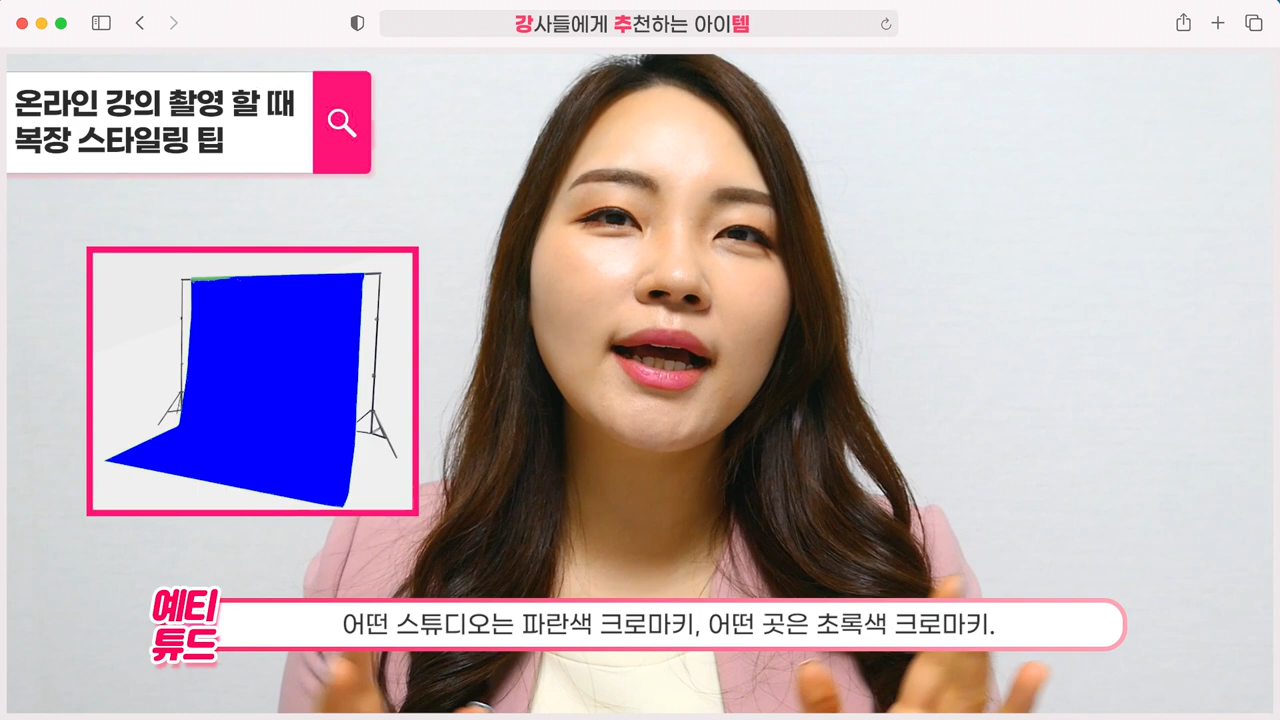 강사들에게 추천하는 아이템
온라인 강의 촬영 할 때
복장 스타일링 팁
예티
튜드
어떤 스튜디오는 파란색 크로마키, 어떤 곳은 초록색 크로마키.